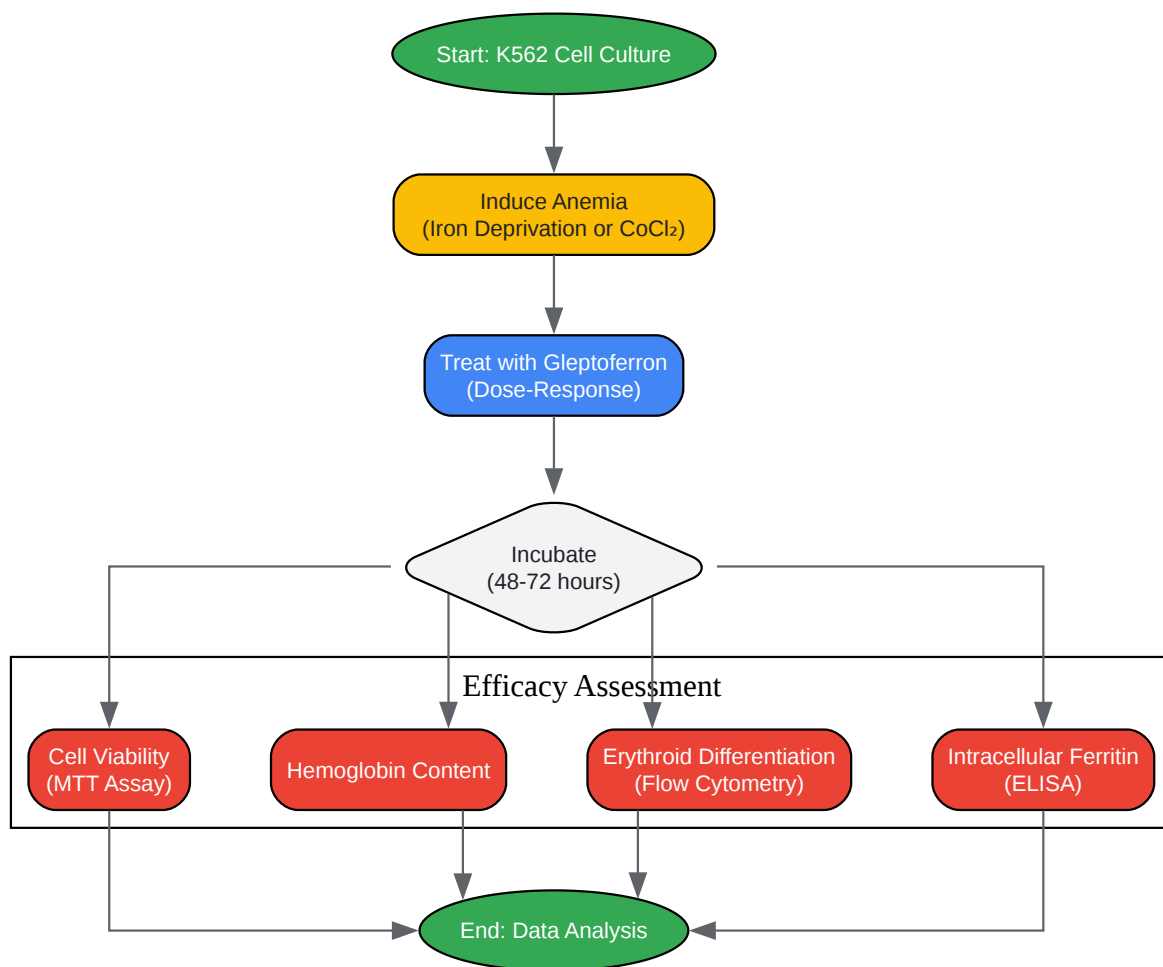 Start: K562 Cell Culture
Induce Anemia
(Iron Deprivation or CoCl₂)
Treat with Gleptoferron
(Dose-Response)
Incubate
(48-72 hours)
Efficacy Assessment
Cell Viability
(MTT Assay)
Hemoglobin Content
Erythroid Differentiation
(Flow Cytometry)
Intracellular Ferritin
(ELISA)
End: Data Analysis